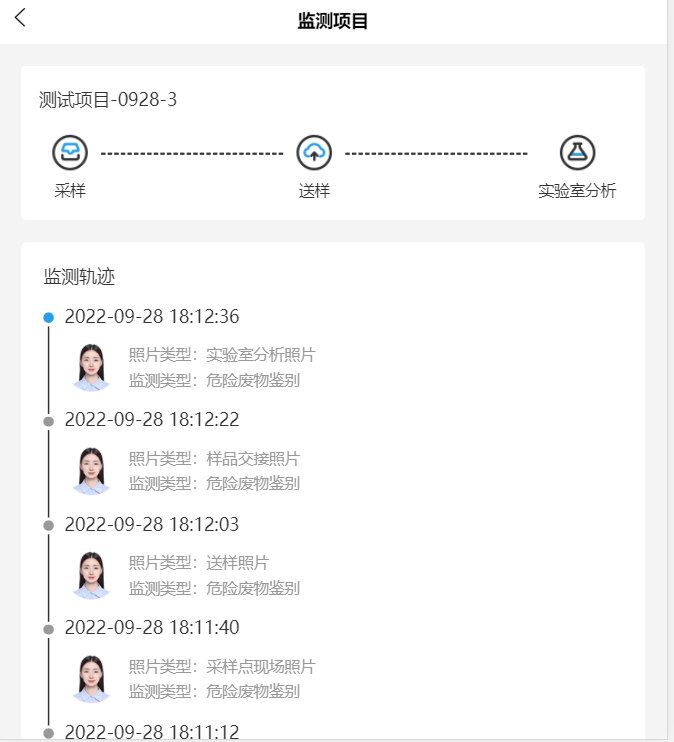 监测项目
测试项目-0928-3
采样
送样
实验室分析
监测轨迹
2022-09-28 18:12:36
照片类型：实验室分析照片
监测类型：危险废物鉴别
2022-09-28 18:12:22
照片类型：样品交接照片
监测类型：危险废物鉴别
2022-09-28 18:12:03
照片类型：送样照片
监测类型：危险废物鉴别
2022-09-28 18:11:40
照片类型：采样点现场照片
监测类型：危险废物鉴别
2022-09-28 18:11:12